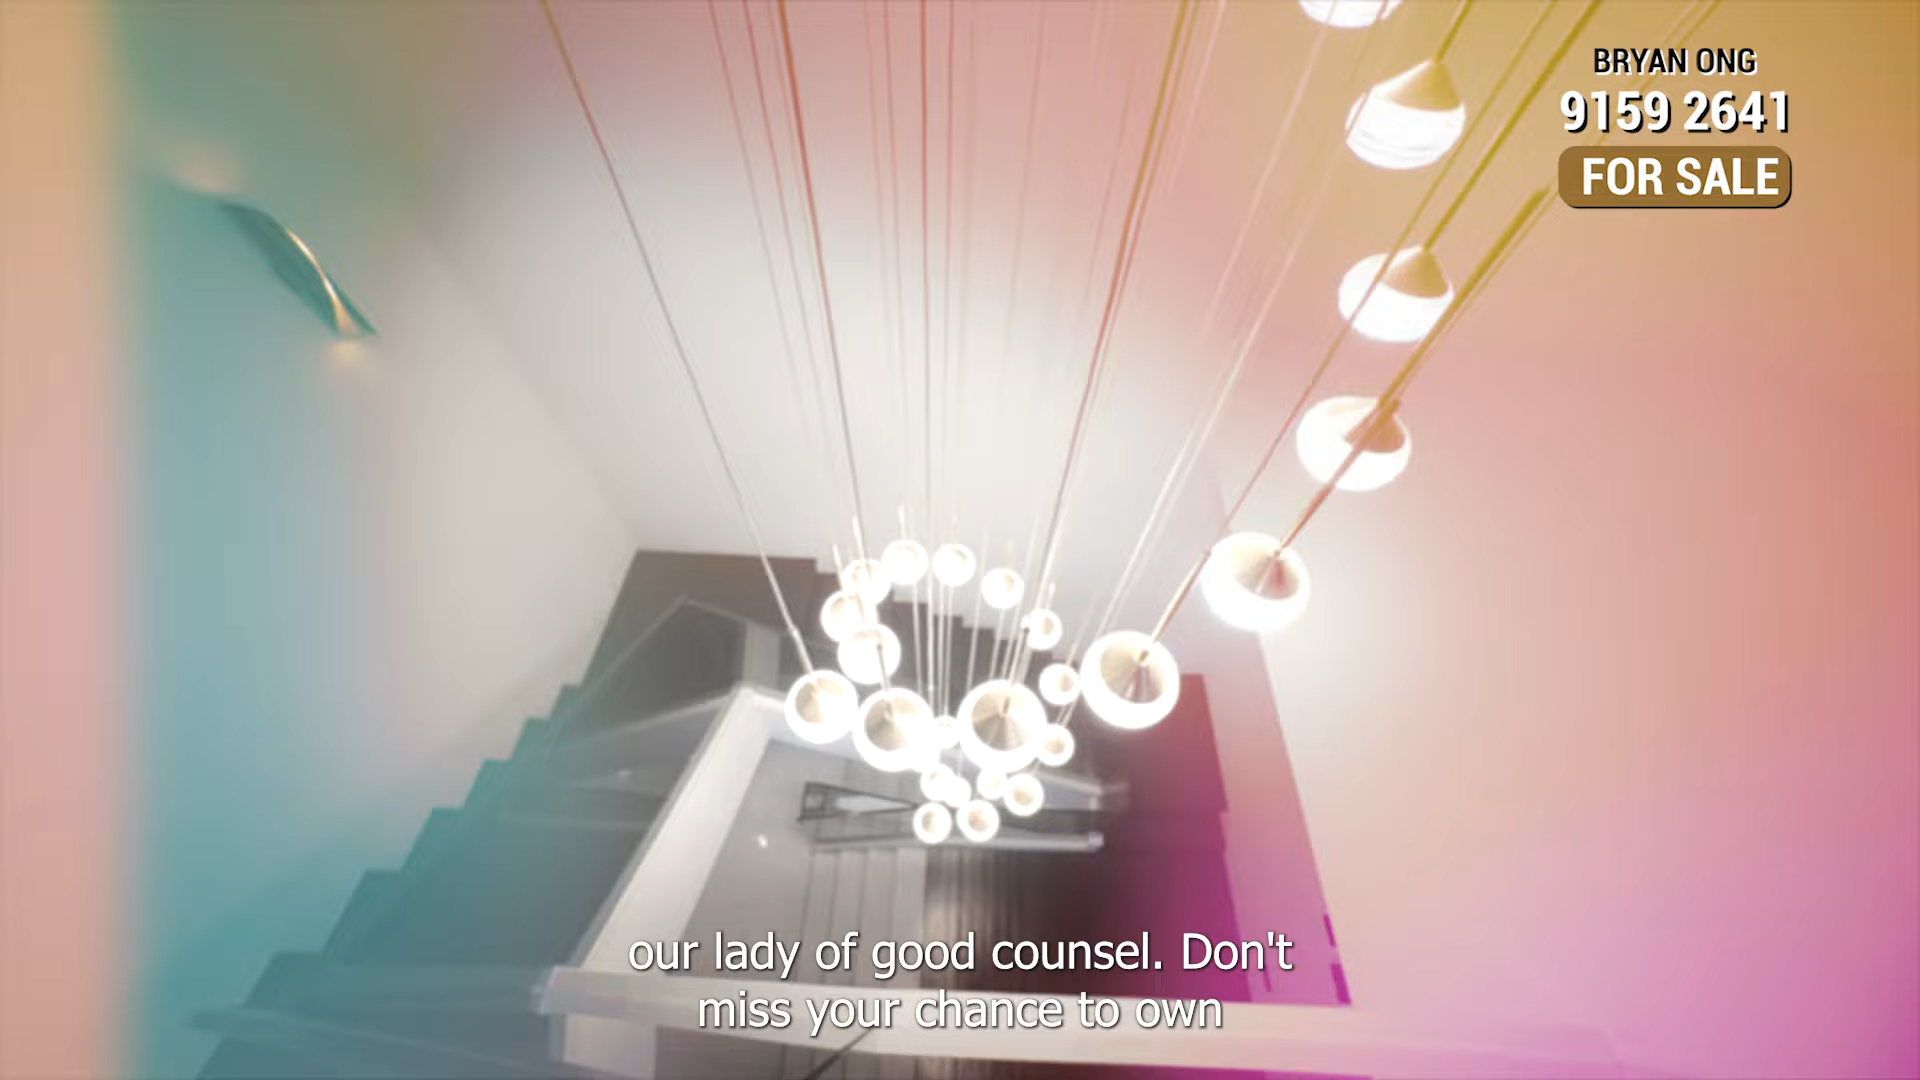 BRYAN ONG
9159 2641
FOR SALE
our lady of good counsel. Don't
miss your chance to own